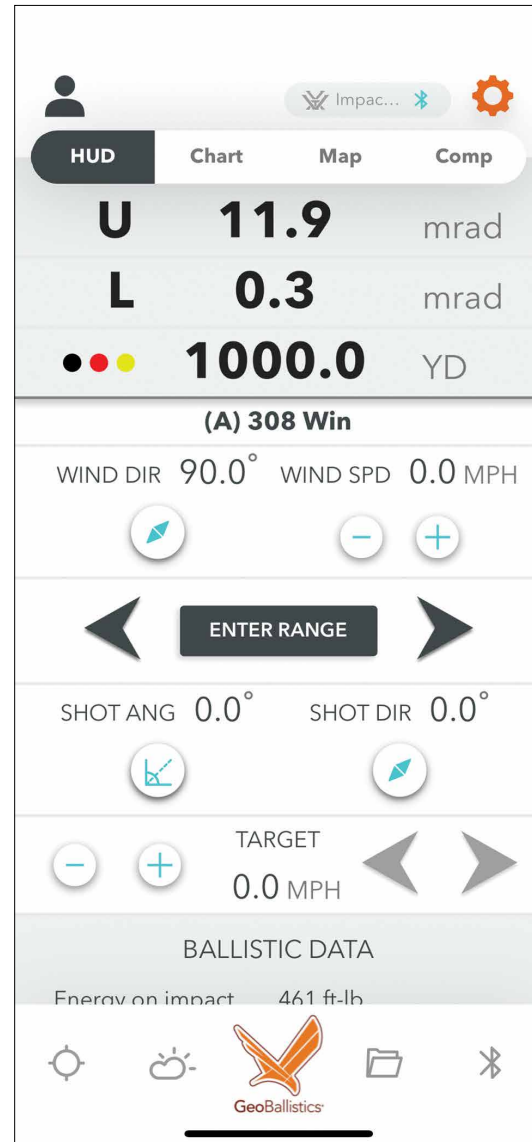 Impac...
HUD Chart Map Comp
U 11.9 mrad
L 0.3 mrad
1000.0 YD
(A) 308 Win
WIND DIR 90.0° WIND SPD 0.0 MPH
− +
ENTER RANGE
SHOT ANG 0.0° SHOT DIR 0.0°
− + TARGET
0.0 MPH
BALLISTIC DATA
Energy on impact 461 ft-lb
GeoBallistics